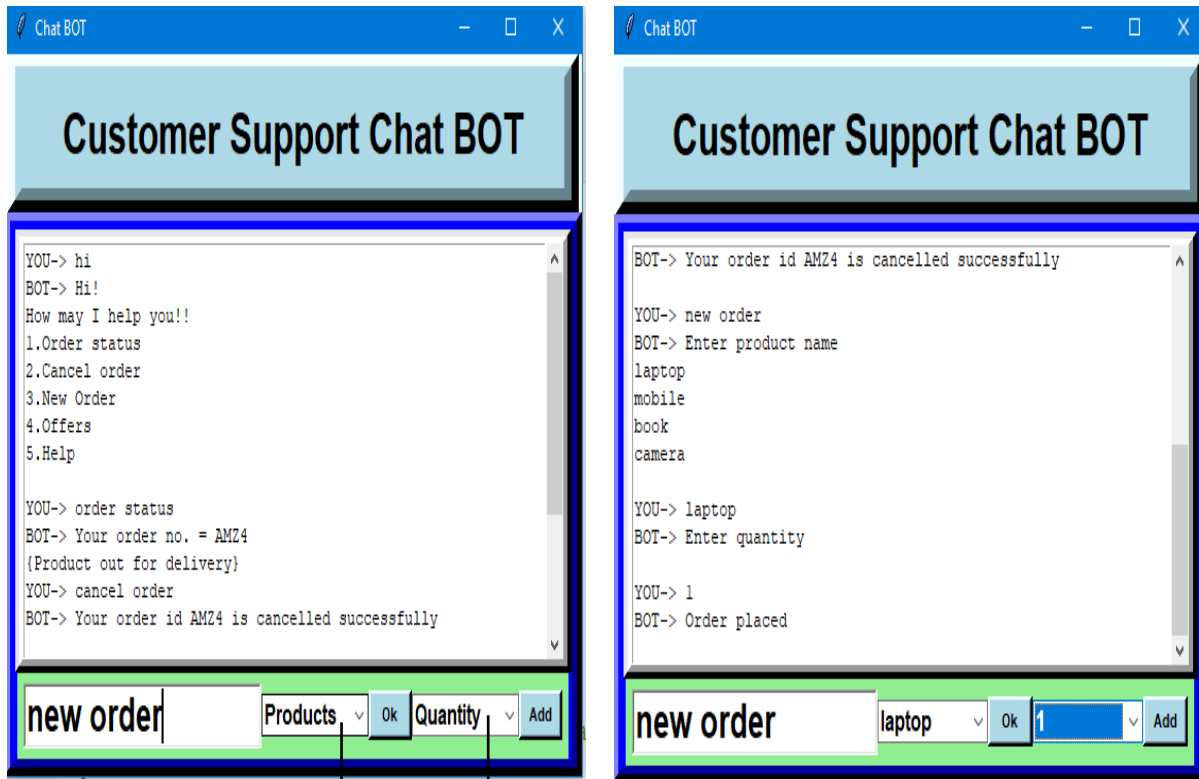 Chat BOT
Customer Support Chat BOT
YOU-> hi
BOT-> Hi!
How may I help you!!
1.Order status
2.Cancel order
3.New Order
4.Offers
5.Help
YOU-> order status
BOT-> Your order no. = AMZ4
{Product out for delivery}
YOU-> cancel order
BOT-> Your order id AMZ4 is cancelled successfully
new order Products Ok Quantity Add
Chat BOT
Customer Support Chat BOT
BOT-> Your order id AMZ4 is cancelled successfully
YOU-> new order
BOT-> Enter product name
laptop
mobile
book
camera
YOU-> laptop
BOT-> Enter quantity
YOU-> 1
BOT-> Order placed
new order laptop Ok 1 Add